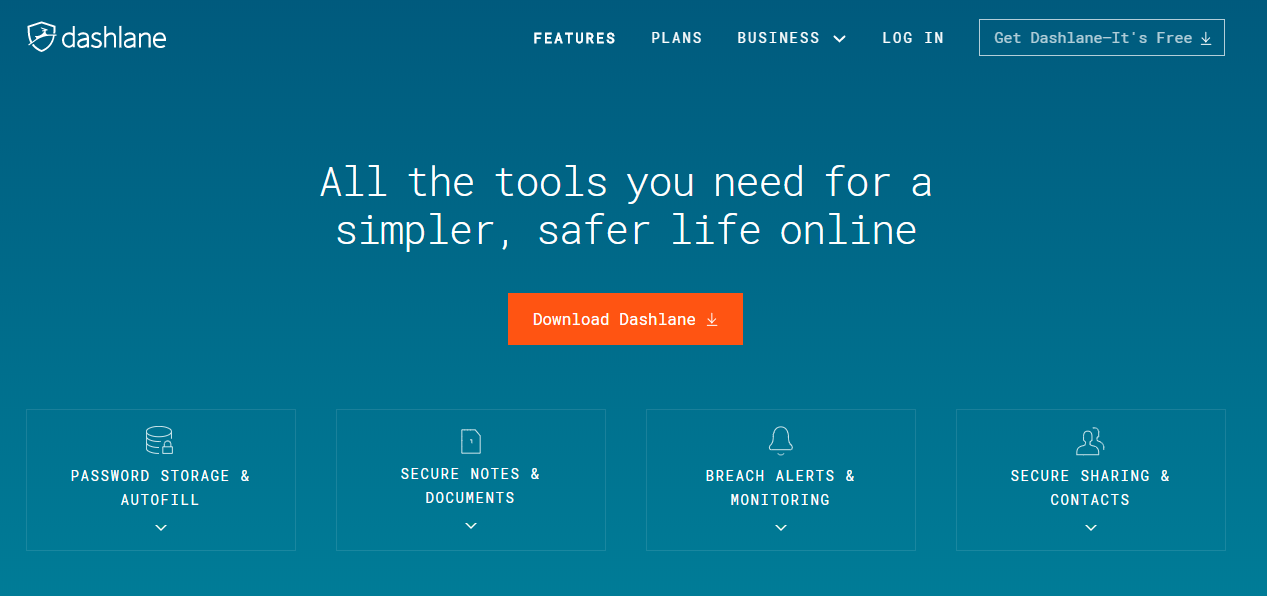 dashlane
FEATURES
PLANS
BUSINESS
LOG IN
Get Dashlane—It's Free
All the tools you need for a
simpler, safer life online
Download Dashlane
PASSWORD STORAGE &
AUTOFILL
1
SECURE NOTES &
DOCUMENTS
BREACH ALERTS &
MONITORING
SECURE SHARING &
CONTACTS